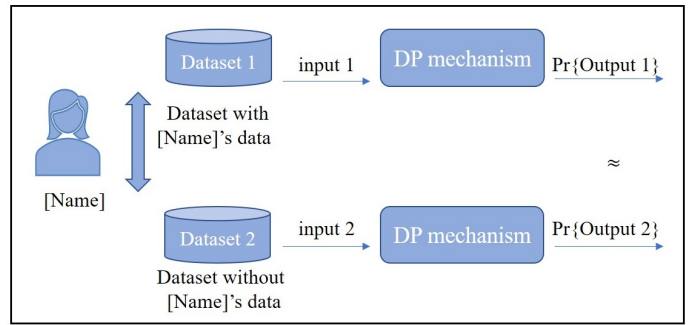 Dataset 1
input 1
DP mechanism
Pr{Output 1}
Dataset with
[Name]'s data
[Name]
≈
Dataset 2
input 2
DP mechanism
Pr{Output 2}
Dataset without
[Name]'s data